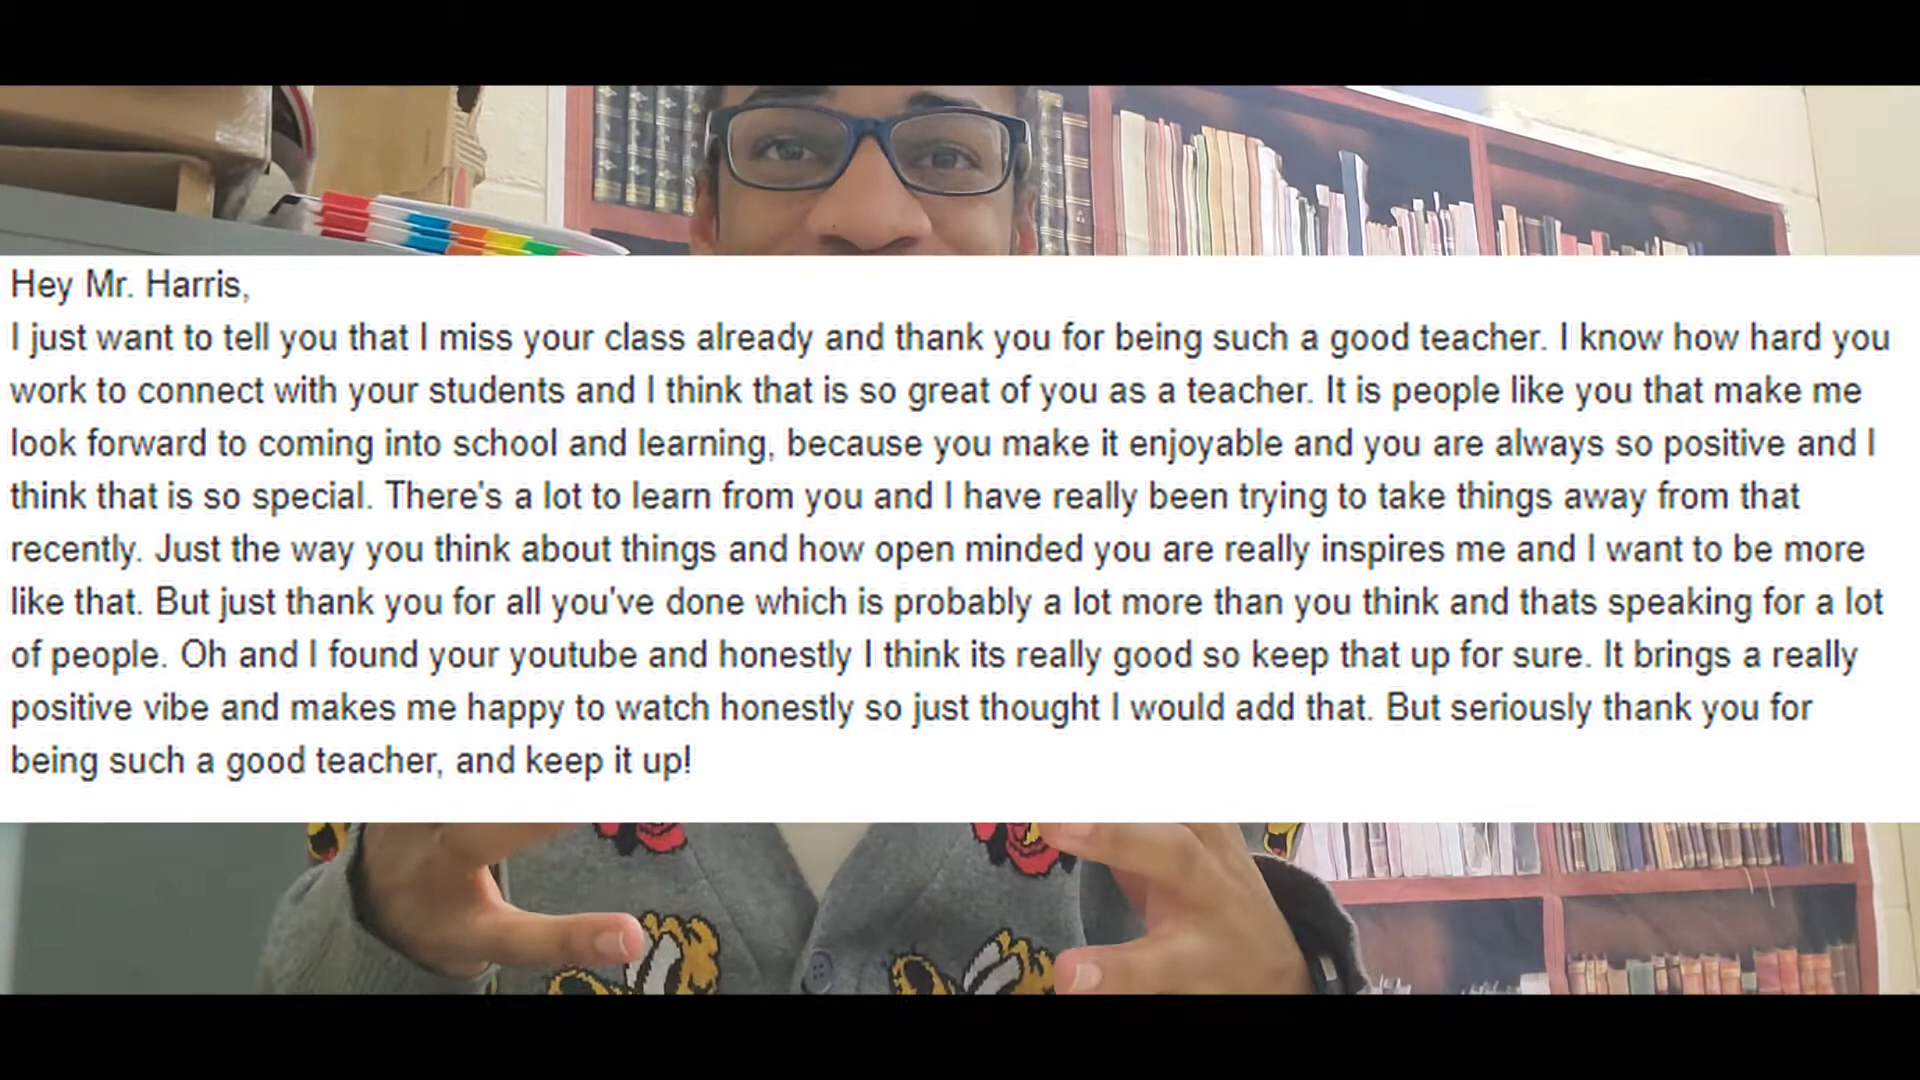 Hey Mr. Harris,
I just want to tell you that I miss your class already and thank you for being such a good teacher. I know how hard you
work to connect with your students and I think that is so great of you as a teacher. It is people like you that make me
look forward to coming into school and learning, because you make it enjoyable and you are always so positive and I
think that is so special. There's a lot to learn from you and I have really been trying to take things away from that
recently. Just the way you think about things and how open minded you are really inspires me and I want to be more
like that. But just thank you for all you've done which is probably a lot more than you think and thats speaking for a lot
of people. Oh and I found your youtube and honestly I think its really good so keep that up for sure. It brings a really
positive vibe and makes me happy to watch honestly so just thought I would add that. But seriously thank you for
being such a good teacher, and keep it up!